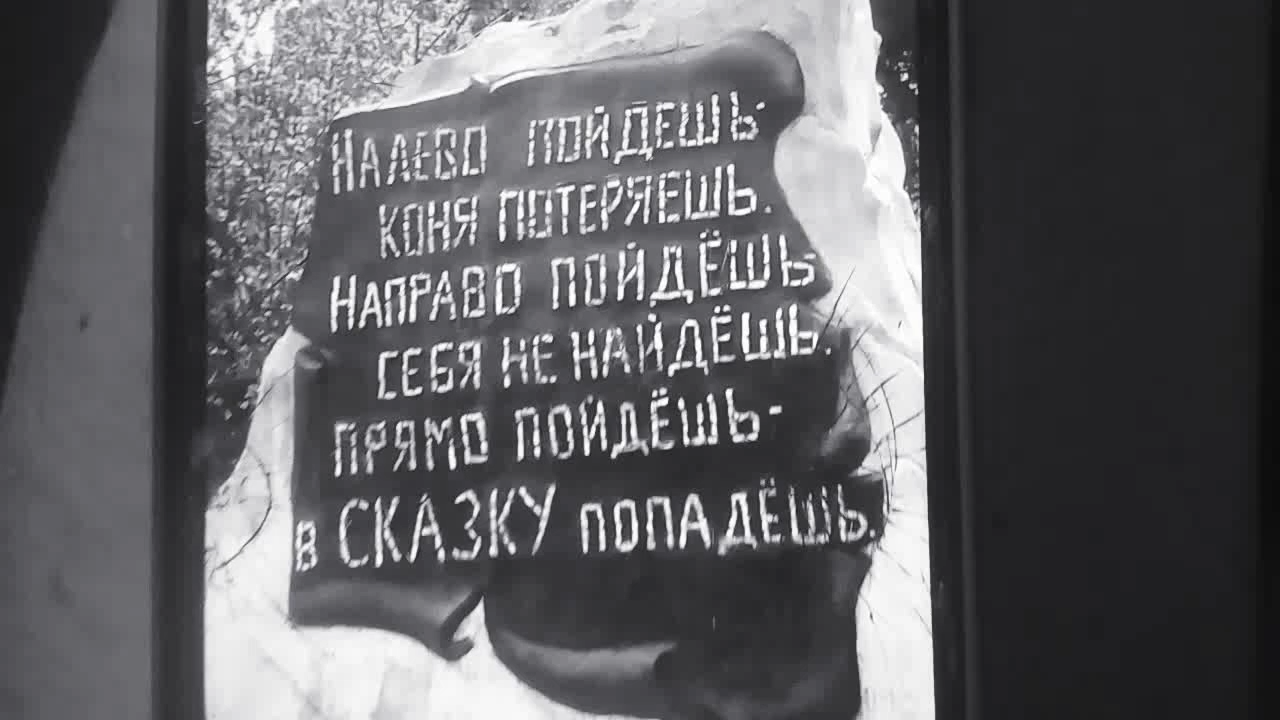 Налево пойдешь-
коня потеряешь.
Направо пойдёшь-
себя не найдёшь.
прямо пойдёшь-
в СКАЗКУ попадёшь.